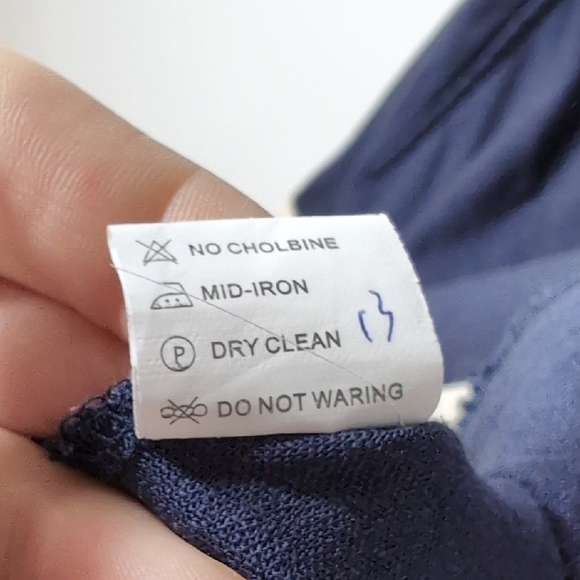 NO CHOLBINE
MID-IRON
P DRY CLEAN
DO NOT WARING